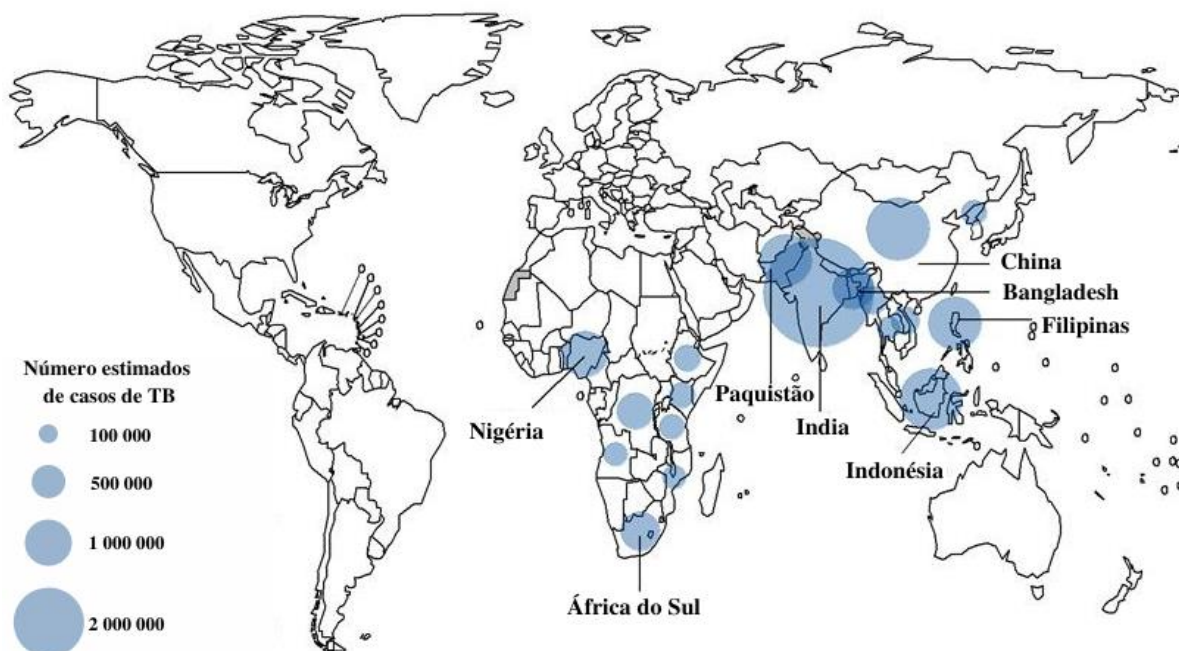 China
Bangladesh
Filipinas
Paquistão
India
Nigéria
Indonésia
África do Sul
Número estimados
de casos de TB
100 000
500 000
1 000 000
2 000 000